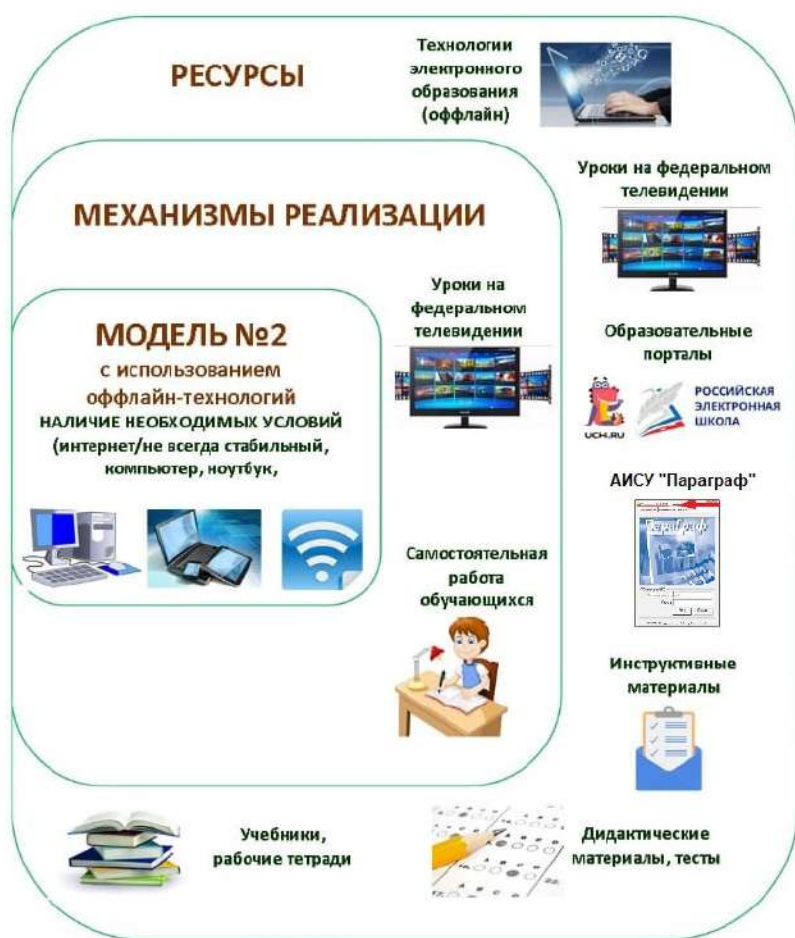 РЕСУРСЫ
Технологии
электронного
образования
(оффлайн)
МЕХАНИЗМЫ РЕАЛИЗАЦИИ
Уроки на федеральном
телевидении
Уроки на
федеральном
телевидении
МОДЕЛЬ №2
с использованием
оффлайн-технологий
НАЛИЧИЕ НЕОБХОДИМЫХ УСЛОВИЙ
(интернет/не всегда стабильный,
компьютер, ноутбук,
Образовательные
порталы
UCH.RU
РОССИЙСКАЯ
ЭЛЕКТРОННАЯ
ШКОЛА
АИСУ "Параграф"
Параграф
Самостоятельная
работа
обучающихся
Инструктивные
материалы
Учебники,
рабочие тетради
Дидактические
материалы, тесты